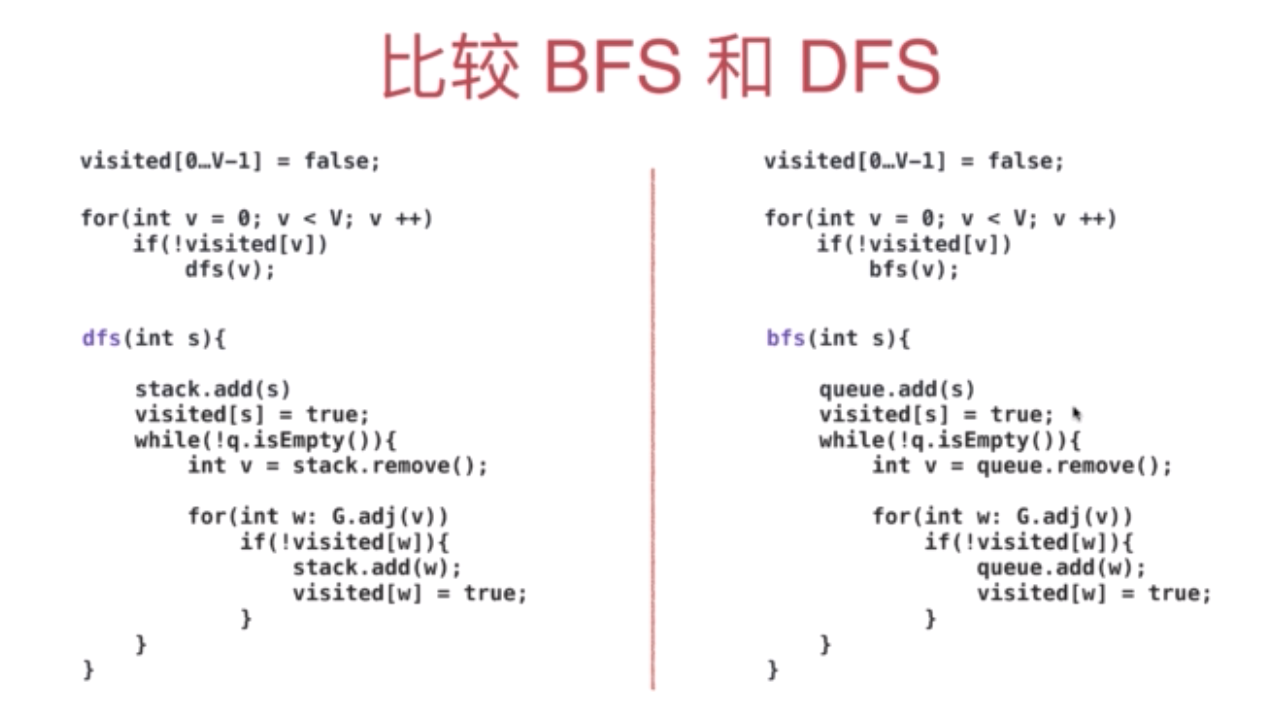 比较 BFS 和 DFS
visited[0…V-1] = false;
for(int v = 0; v < V; v ++)
if(!visited[v])
dfs(v);
dfs(int s){
stack.add(s)
visited[s] = true;
while(!q.isEmpty()){
int v = stack.remove();
for(int w: G.adj(v))
if(!visited[w]){
stack.add(w);
visited[w] = true;
}
}
}
visited[0…V-1] = false;
for(int v = 0; v < V; v ++)
if(!visited[v])
bfs(v);
bfs(int s){
queue.add(s)
visited[s] = true;
while(!q.isEmpty()){
int v = queue.remove();
for(int w: G.adj(v))
if(!visited[w]){
queue.add(w);
visited[w] = true;
}
}
}